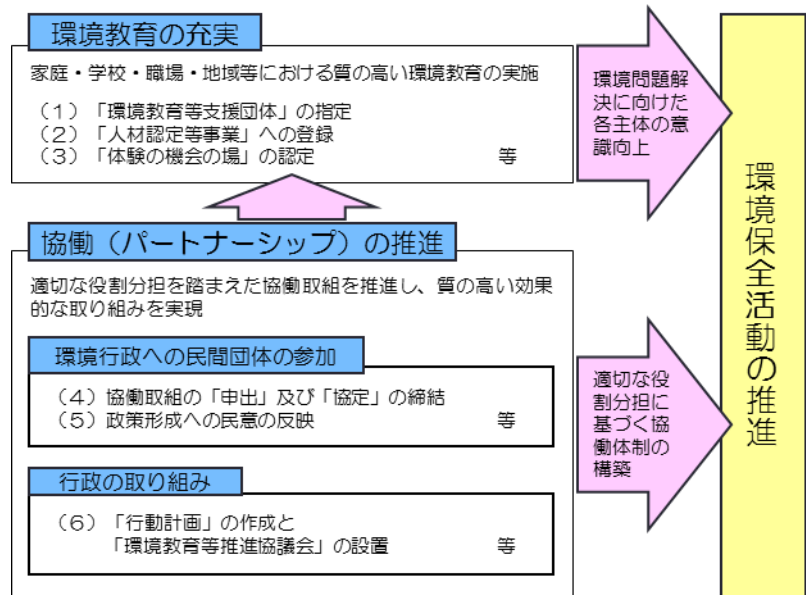 環境教育の充実
家庭・学校・職場・地域等における質の高い環境教育の実施
（１）「環境教育等支援団体」の指定
（２）「人材認定等事業」への登録
（３）「体験の機会の場」の認定　等
環境問題解
決に向けた
各主体の意
識向上
協働（パートナーシップ）の推進
適切な役割分担を踏まえた協働取組を推進し、質の高い効果
的な取り組みを実現
環境行政への民間団体の参加
（４）協働取組の「申出」及び「協定」の締結
（５）政策形成への民意の反映　等
行政の取り組み
（６）「行動計画」の作成と
「環境教育等推進協議会」の設置　等
適切な役
割分担に
基づく協
働体制の
構築
環境保全活動の推進